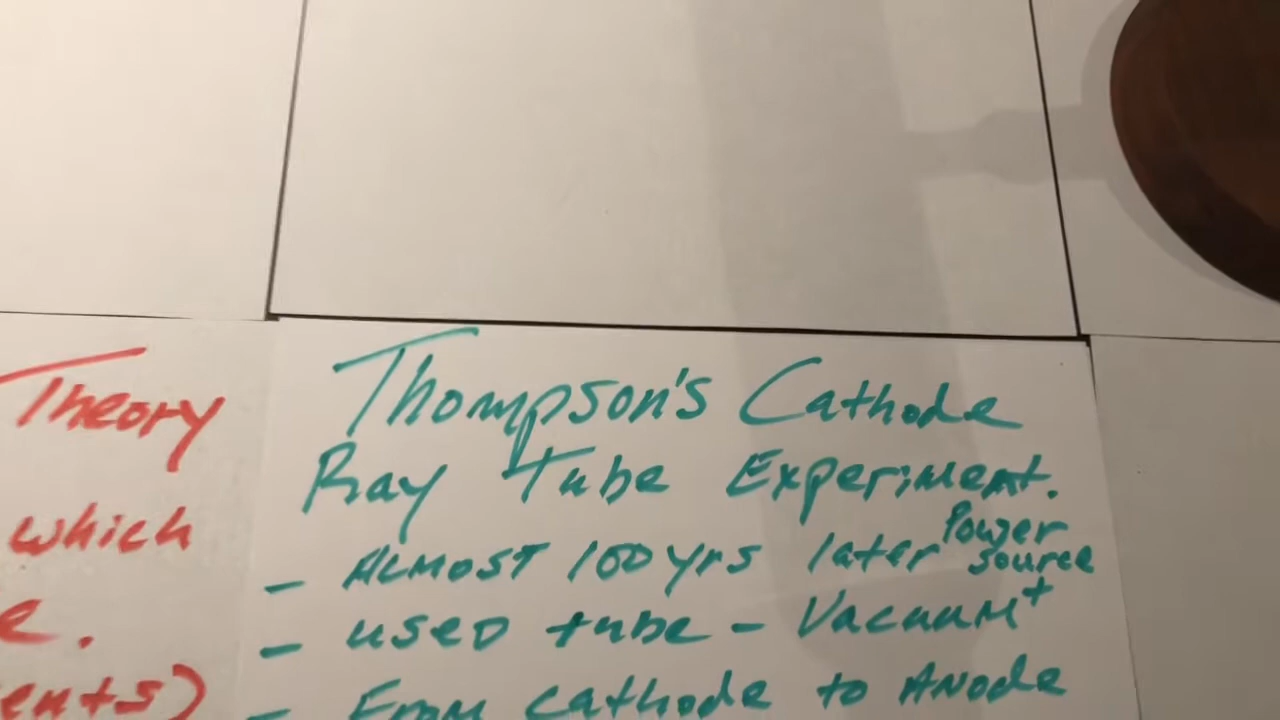 Theory
which
e.
ents)
Thompson's Cathode
Ray Tube Experiment.
- Almost 100 yrs later Power source
- used tube - Vacuum +
- From cathode to Anode